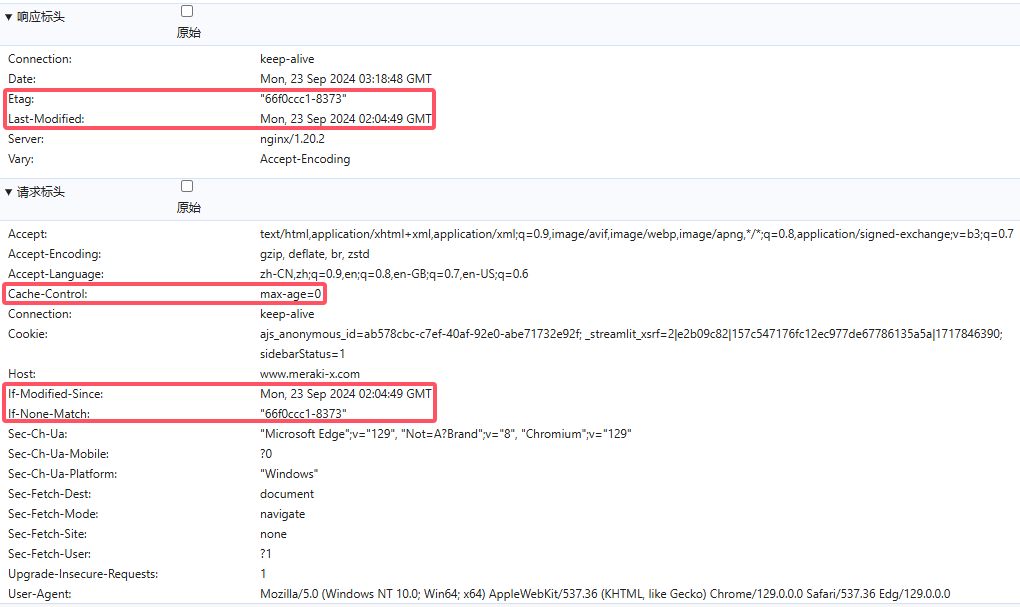 ▼ 响应标头
原始
Connection: keep-alive
Date: Mon, 23 Sep 2024 03:18:48 GMT
Etag: "66f0ccc1-8373"
Last-Modified: Mon, 23 Sep 2024 02:04:49 GMT
Server: nginx/1.20.2
Vary: Accept-Encoding
▼ 请求标头
原始
Accept: text/html,application/xhtml+xml,application/xml;q=0.9,image/avif,image/webp,image/apng,*/*;q=0.8,application/signed-exchange;v=b3;q=0.7
Accept-Encoding: gzip, deflate, br, zstd
Accept-Language: zh-CN,zh;q=0.9,en;q=0.8,en-GB;q=0.7,en-US;q=0.6
Cache-Control: max-age=0
Connection: keep-alive
Cookie: ajs_anonymous_id=ab578cbc-c7ef-40af-92e0-abe71732e92f; _streamlit_xsrf=2|e2b09c82|157c547176fc12ec977de67786135a5a|1717846390;
sidebarStatus=1
Host: www.meraki-x.com
If-Modified-Since: Mon, 23 Sep 2024 02:04:49 GMT
If-None-Match: "66f0ccc1-8373"
Sec-Ch-Ua: "Microsoft Edge";v="129", "Not=A?Brand";v="8", "Chromium";v="129"
Sec-Ch-Ua-Mobile: ?0
Sec-Ch-Ua-Platform: "Windows"
Sec-Fetch-Dest: document
Sec-Fetch-Mode: navigate
Sec-Fetch-Site: none
Sec-Fetch-User: ?1
Upgrade-Insecure-Requests: 1
User-Agent: Mozilla/5.0 (Windows NT 10.0; Win64; x64) AppleWebKit/537.36 (KHTML, like Gecko) Chrome/129.0.0.0 Safari/537.36 Edg/129.0.0.0